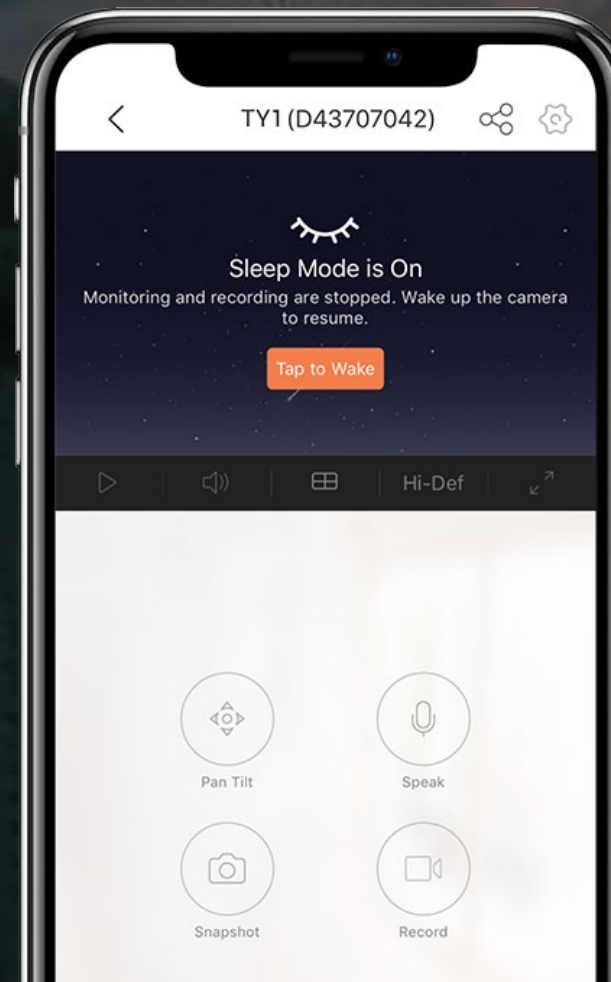 TY1(D43707042)
Sleep Mode is On
Monitoring and recording are stopped. Wake up the camera
to resume.
Tap to Wake
Hi-Def
Pan Tilt
Speak
Snapshot
Record